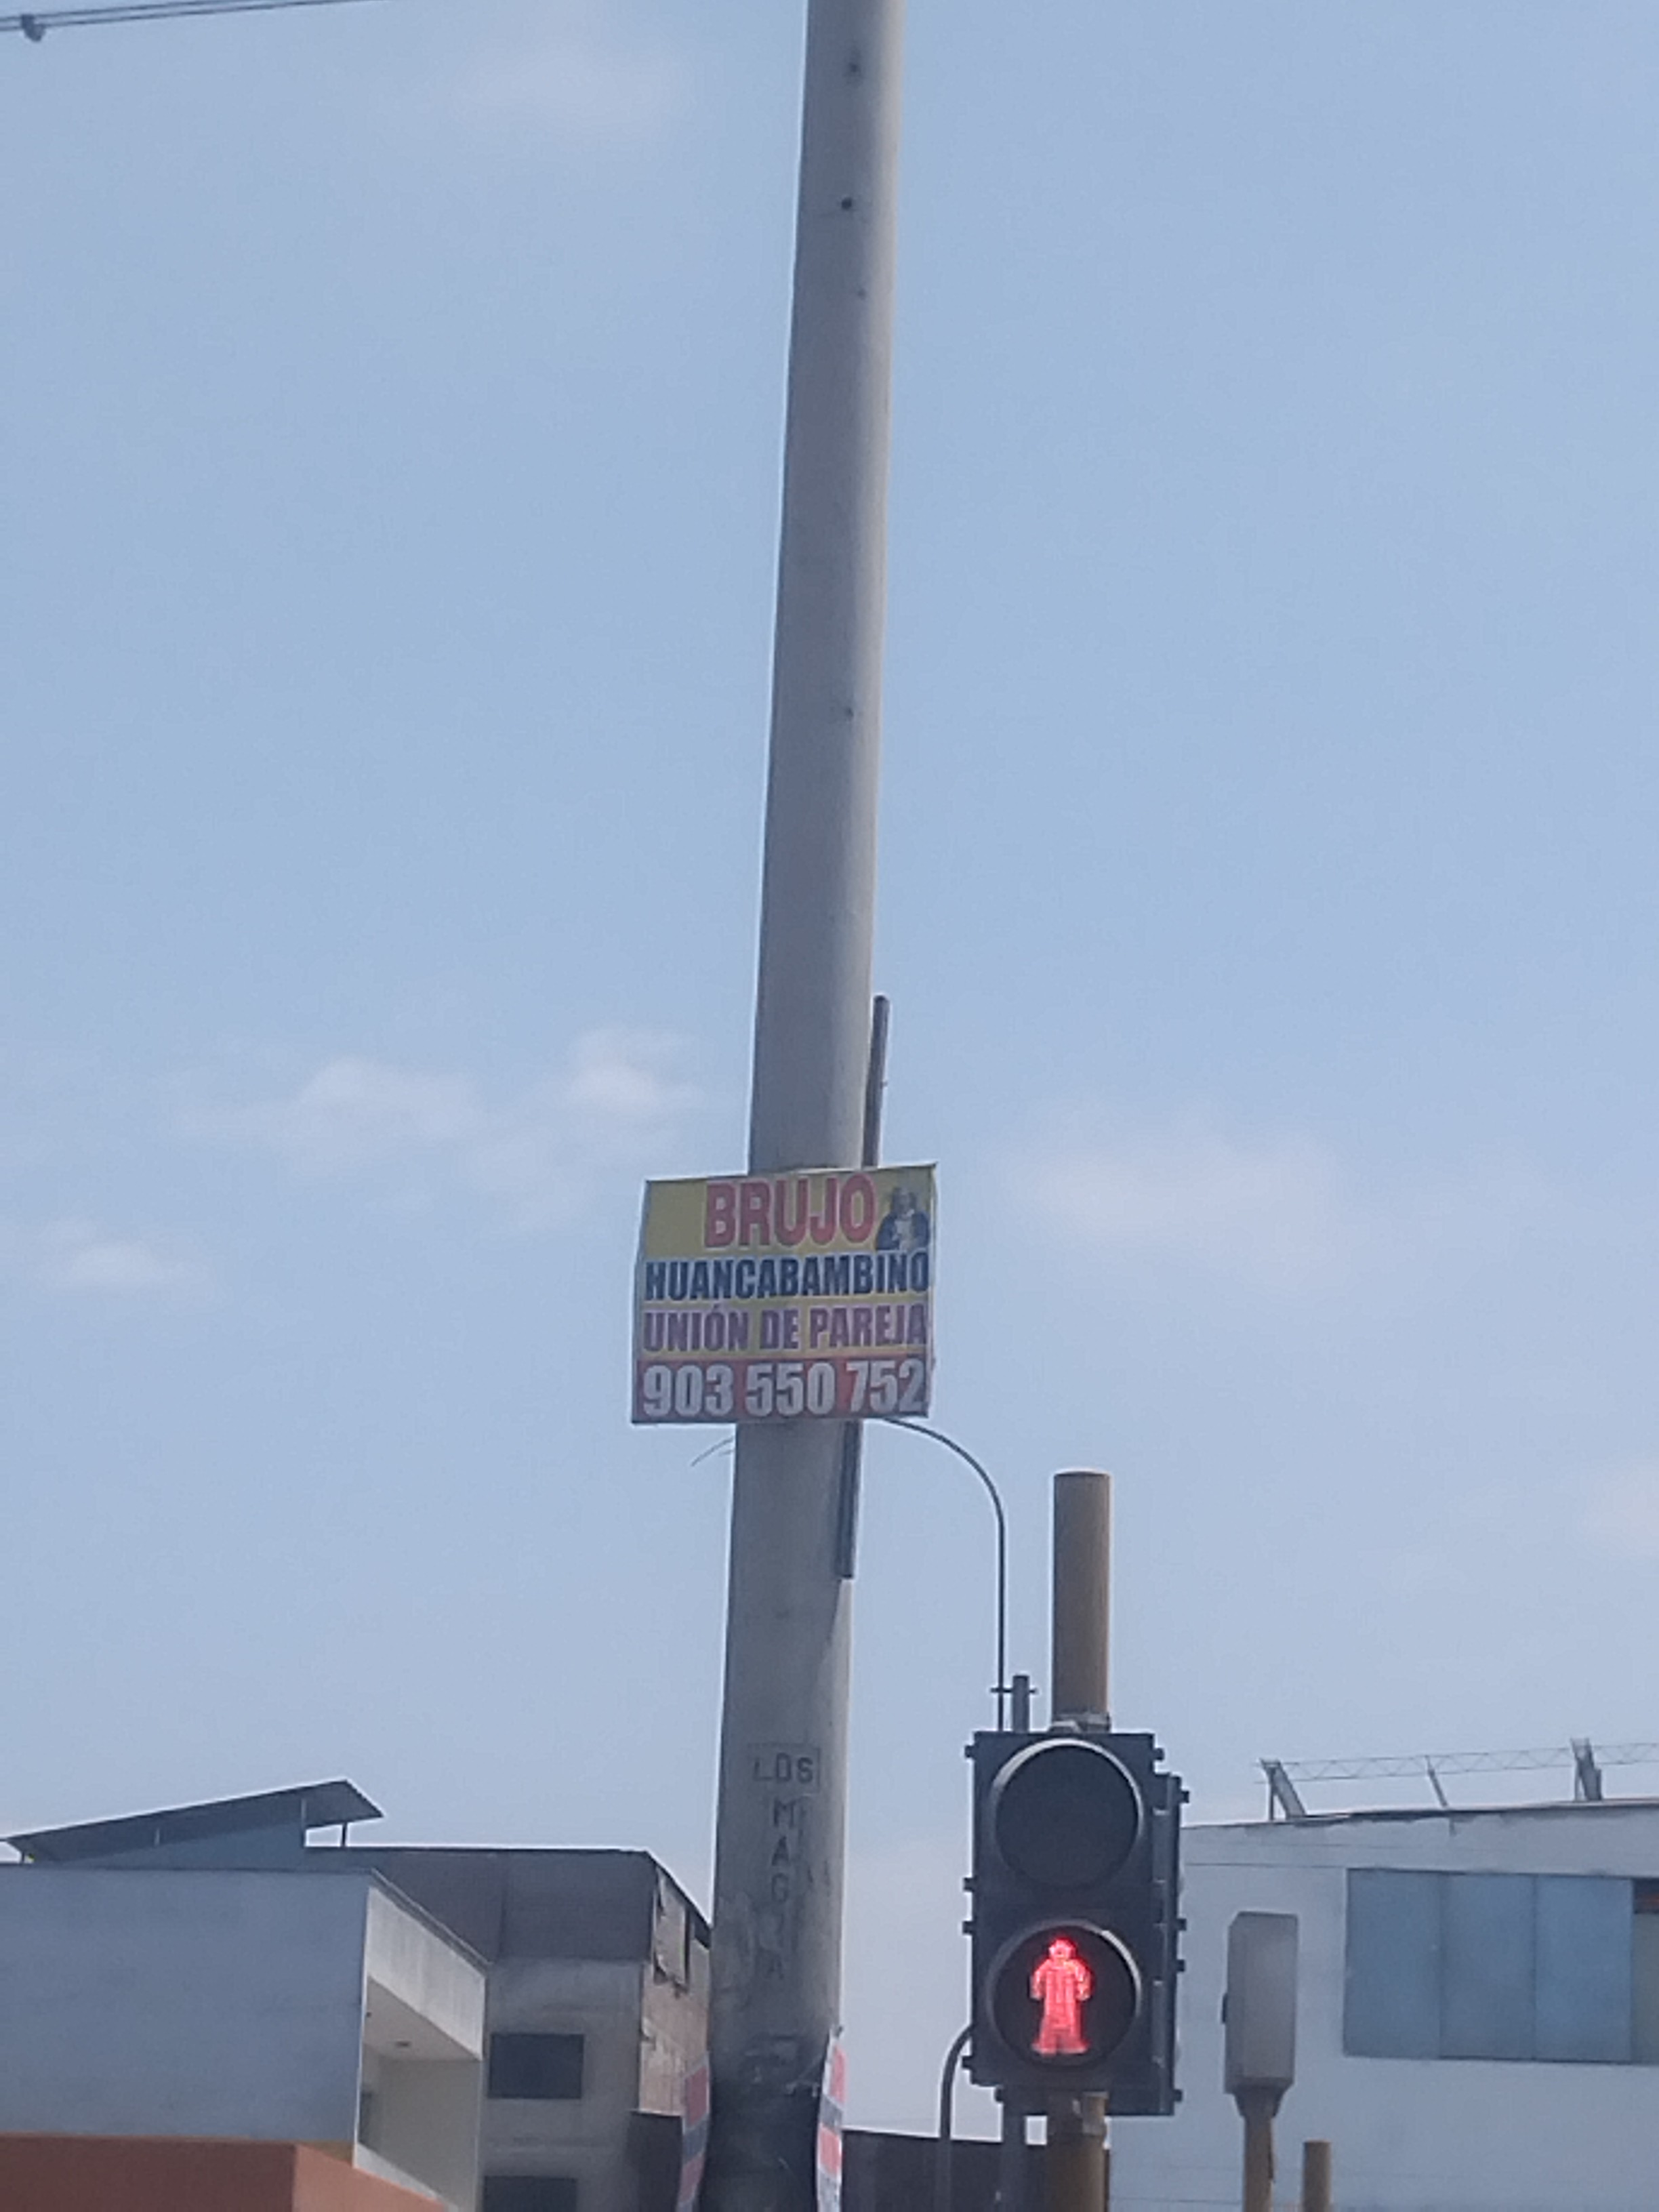 BRUJO
HUANCABAMBINO
UNIÓN DE PAREJA
903 550 752
LOS
MAGIA